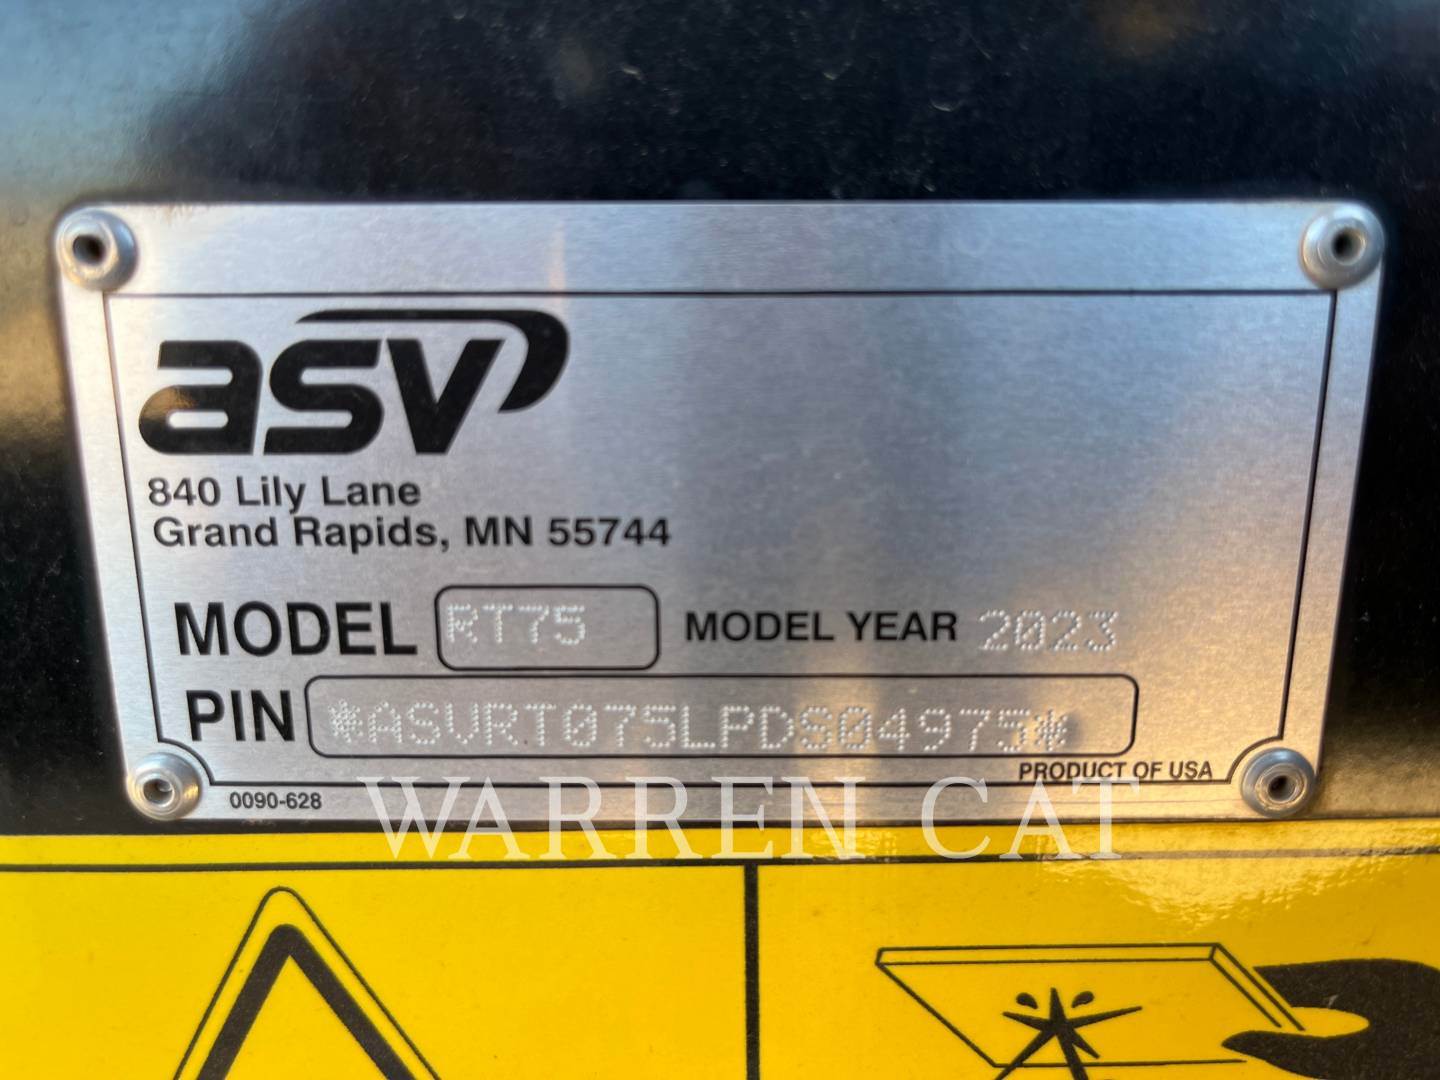 asv
840 Lily Lane
Grand Rapids, MN 55744
MODEL RT75 MODEL YEAR 2023
PIN *ASVRT075LPDS04975*
PRODUCT OF USA
0090-628
WARREN CAT